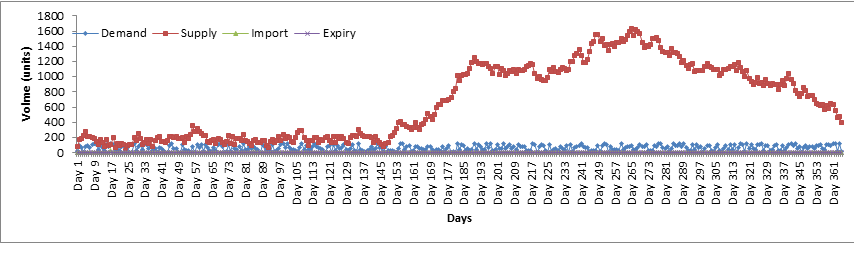 1800
1600
1400
1200
1000
800
600
400
200
0
Volme (units)
Demand Supply Import Expiry
Day 1
Day 9
Day 17
Day 25
Day 33
Day 41
Day 49
Day 57
Day 65
Day 73
Day 81
Day 89
Day 97
Day 105
Day 113
Day 121
Day 129
Day 137
Day 145
Day 153
Day 161
Day 169
Day 177
Day 185
Day 193
Day 201
Day 209
Day 217
Day 225
Day 233
Day 241
Day 249
Day 257
Day 265
Day 273
Day 281
Day 289
Day 297
Day 305
Day 313
Day 321
Day 329
Day 337
Day 345
Day 353
Day 361
Days